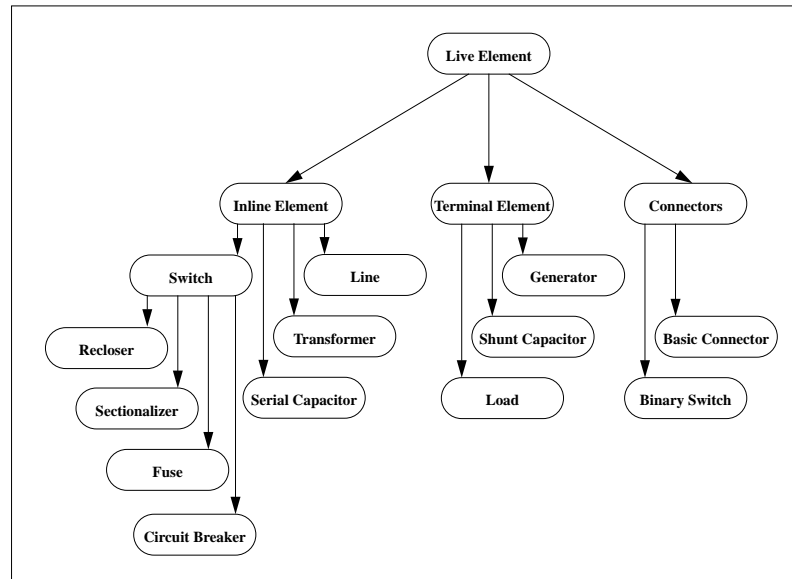 Live Element
Inline Element
Terminal Element
Connectors
Switch
Line
Generator
Recloser
Transformer
Shunt Capacitor
Basic Connector
Sectionalizer
Serial Capacitor
Load
Binary Switch
Fuse
Circuit Breaker